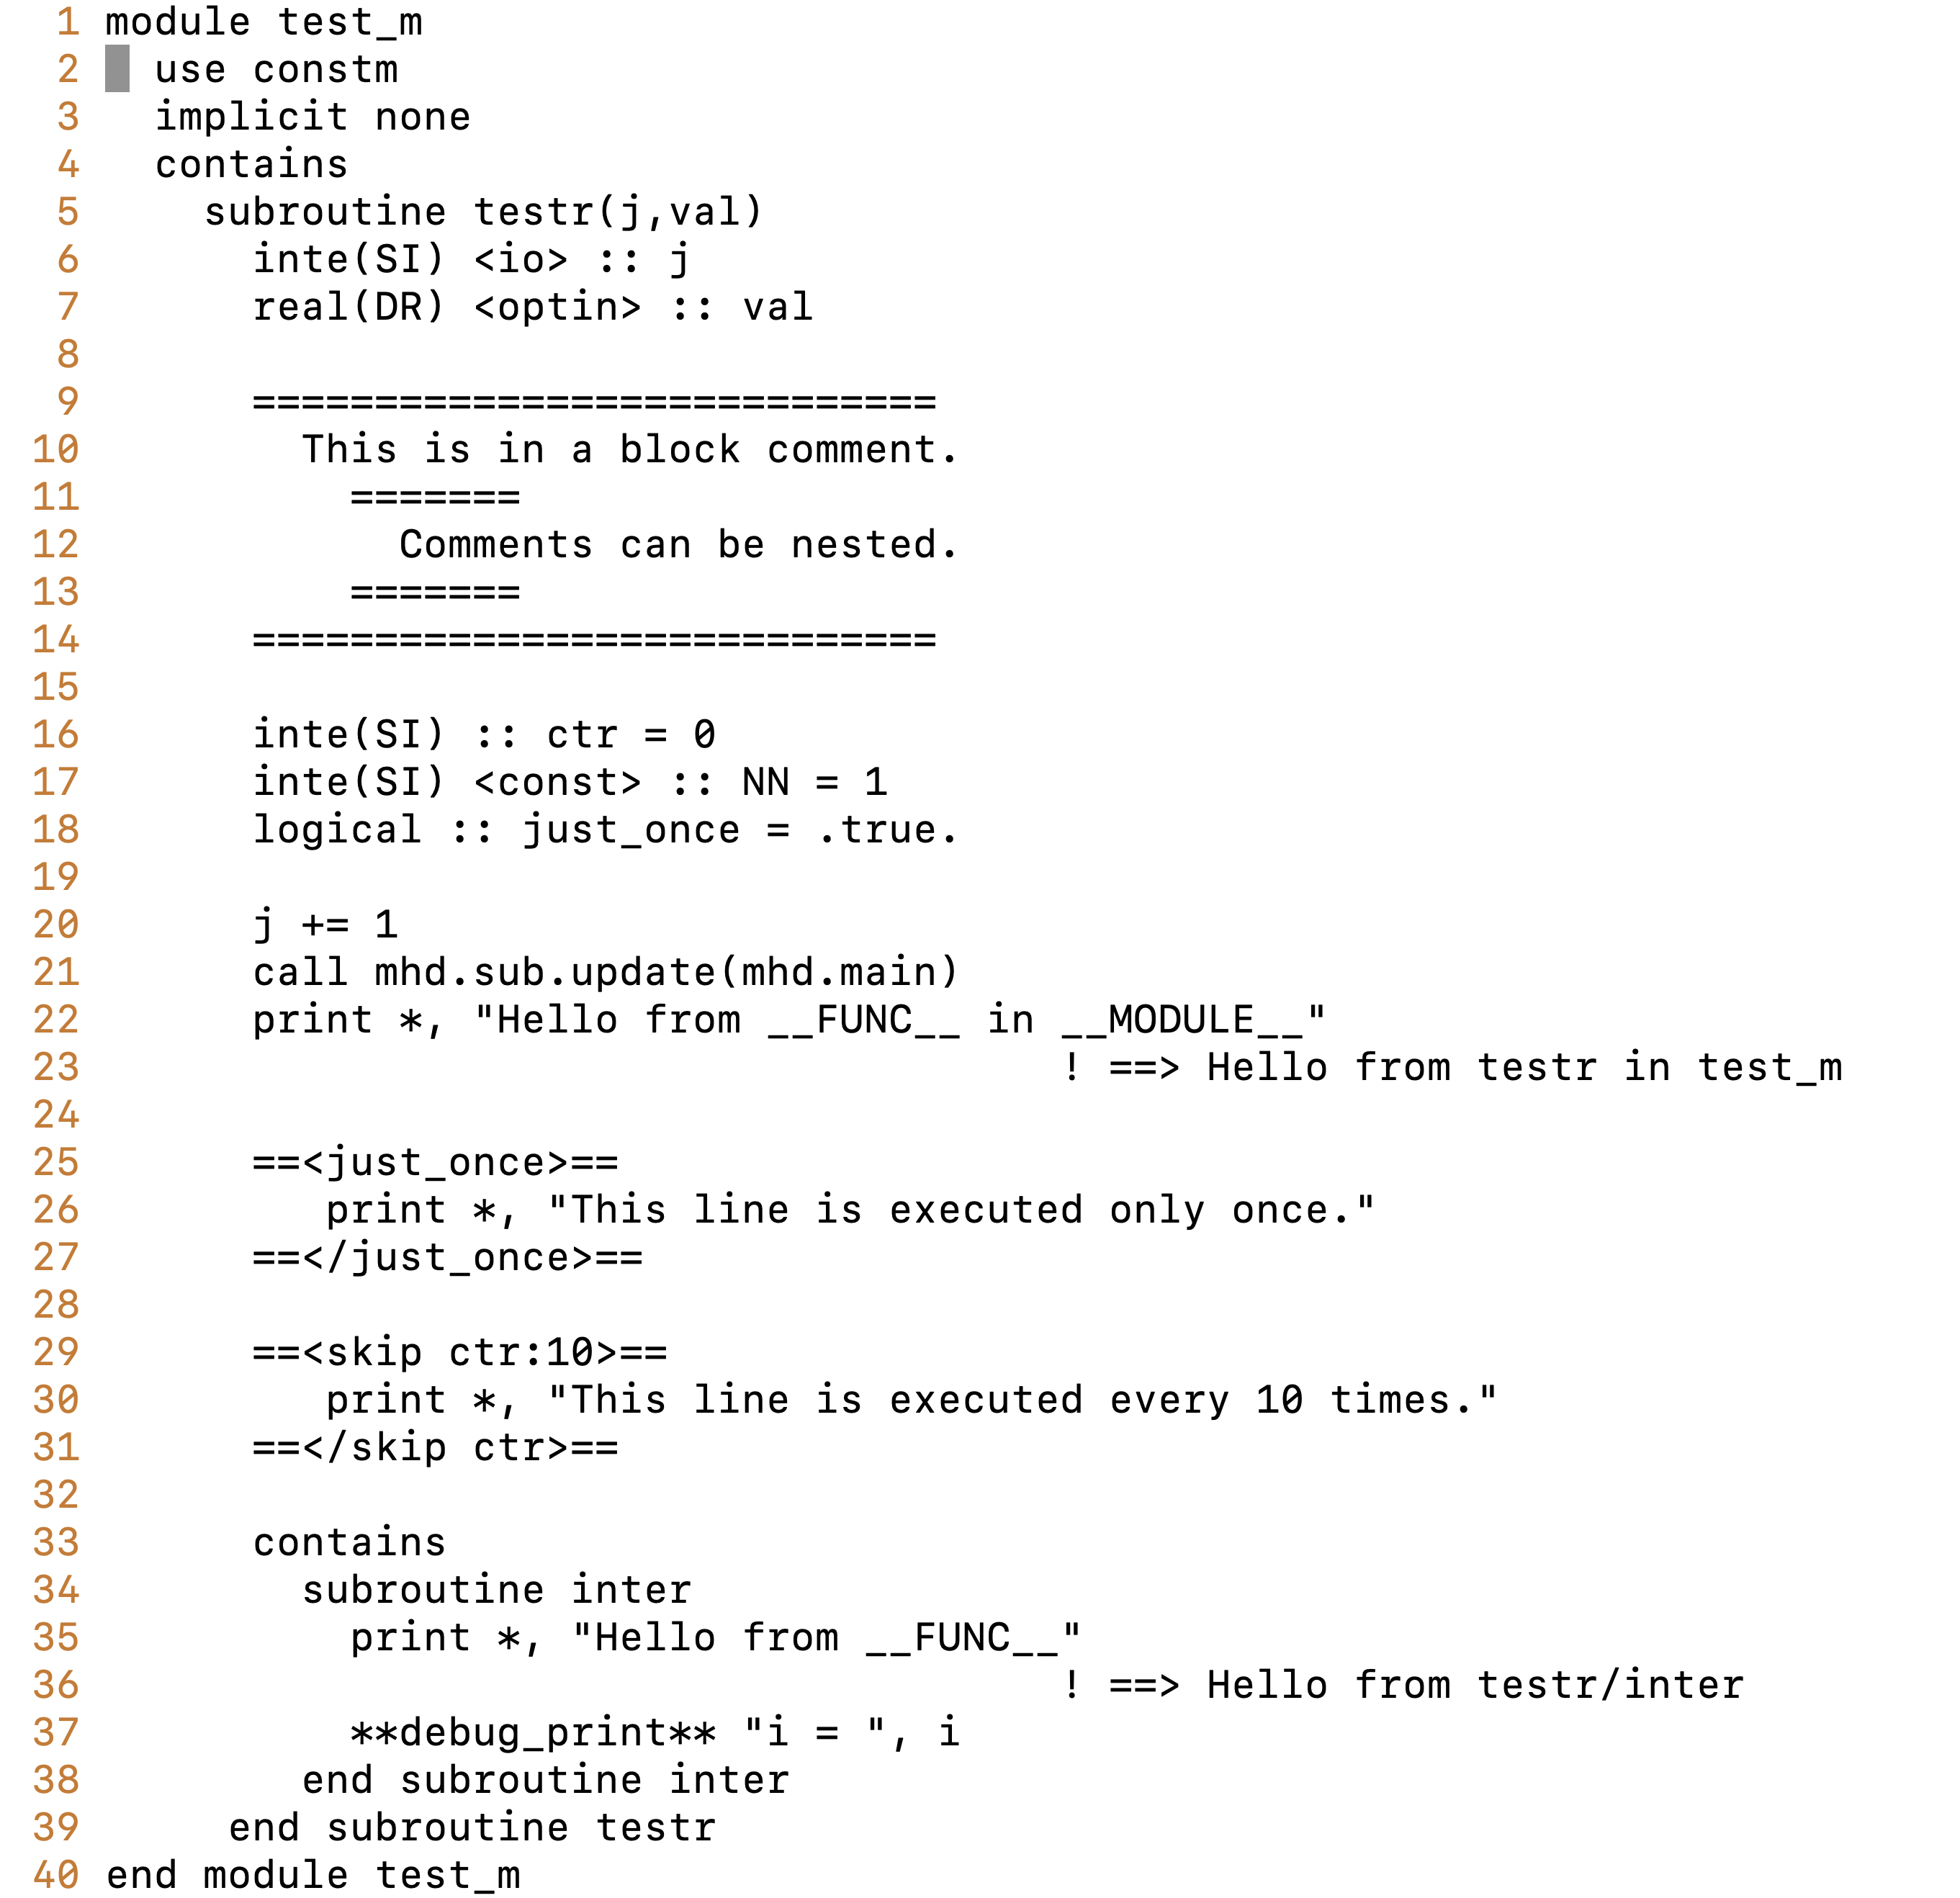 1 module test_m
2   use constm
3   implicit none
4   contains
5     subroutine testr(j,val)
6       inte(SI) <io> :: j
7       real(DR) <optin> :: val
8
9       ============================
10         This is in a block comment.
11           =======
12             Comments can be nested.
13           =======
14       ============================
15
16       inte(SI) :: ctr = 0
17       inte(SI) <const> :: NN = 1
18       logical :: just_once = .true.
19
20       j += 1
21       call mhd.sub.update(mhd.main)
22       print *, "Hello from __FUNC__ in __MODULE__"
23                                        ! ==> Hello from testr in test_m
24
25       ==<just_once>==
26          print *, "This line is executed only once."
27       ==</just_once>==
28
29       ==<skip ctr:10>==
30          print *, "This line is executed every 10 times."
31       ==</skip ctr>==
32
33       contains
34         subroutine inter
35           print *, "Hello from __FUNC__"
36                                        ! ==> Hello from testr/inter
37           **debug_print** "i = ", i
38         end subroutine inter
39      end subroutine testr
40 end module test_m